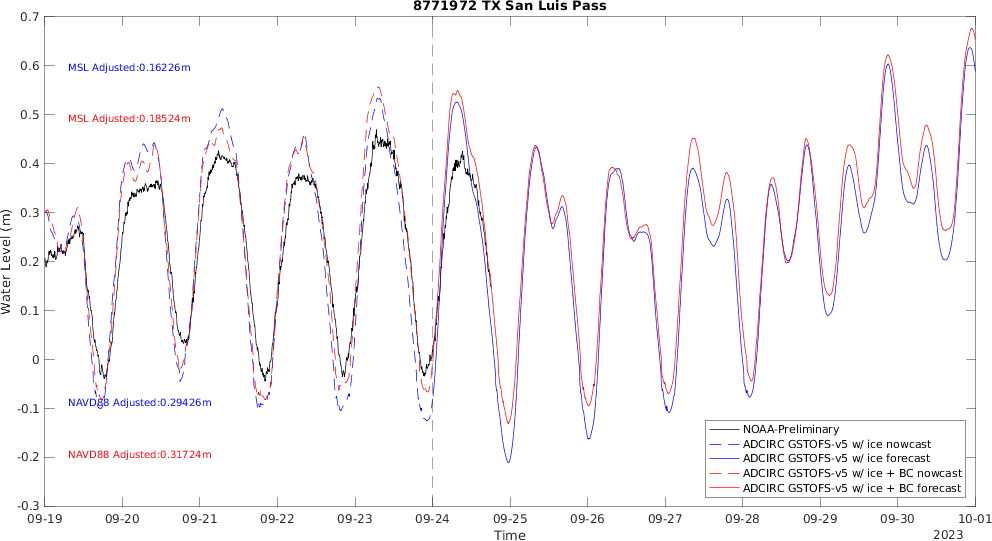 8771972 TX San Luis Pass
0.7
0.6
0.5
0.4
0.3
0.2
0.1
0
-0.1
-0.2
-0.3
Water Level (m)
MSL Adjusted:0.16226m
MSL Adjusted:0.18524m
NAVD88 Adjusted:0.29426m
NAVD88 Adjusted:0.31724m
NOAA-Preliminary
ADCIRC GSTOFS-v5 w/ ice nowcast
ADCIRC GSTOFS-v5 w/ ice forecast
ADCIRC GSTOFS-v5 w/ ice + BC nowcast
ADCIRC GSTOFS-v5 w/ ice + BC forecast
09-19 09-20 09-21 09-22 09-23 09-24 09-25 09-26 09-27 09-28 09-29 09-30 10-01
Time
2023